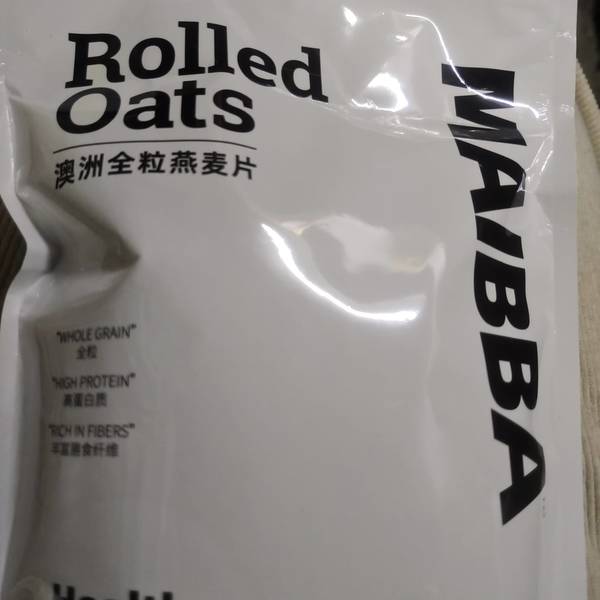 Rolled
Oats
澳洲全粒燕麦片
MAIBBA
"WHOLE GRAIN"
全粒
"HIGH PROTEIN"
高蛋白质
"RICH IN FIBERS"
丰富膳食纤维